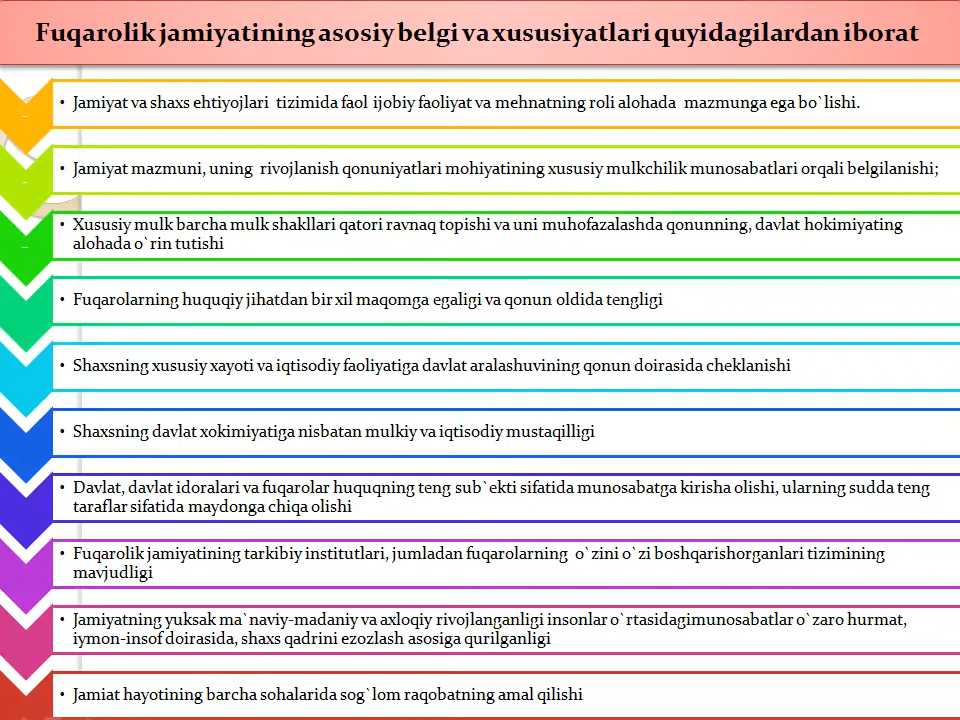 Fuqarolik jamiyatining asosiy belgi va xususiyatlari quyidagilardan iborat
• Jamiyat va shaxs ehtiyojlari tizimida faol ijobiy faoliyat va mehnatning roli alohada mazmunga ega bo`lishi.
• Jamiyat mazmuni, uning rivojlanish qonuniyatlari mohiyatining xususiy mulkchilik munosabatlari orqali belgilanishi;
• Xususiy mulk barcha mulk shakllari qatori ravnaq topishi va uni muhofazalashda qonunning, davlat hokimiyating
alohada o`rin tutishi
• Fuqarolarning huquqiy jihatdan bir xil maqomga egaligi va qonun oldida tengligi
• Shaxsning xususiy xayoti va iqtisodiy faoliyatiga davlat aralashuvining qonun doirasida cheklanishi
• Shaxsning davlat xokimiyatiga nisbatan mulkiy va iqtisodiy mustaqilligi
• Davlat, davlat idoralari va fuqarolar huquqning teng sub`ekti sifatida munosabatga kirisha olishi, ularning sudda teng
taraflar sifatida maydonga chiqa olishi
• Fuqarolik jamiyatining tarkibiy institutlari, jumladan fuqarolarning o`zini o`zi boshqarishorganlari tizimining
mavjudligi
• Jamiyatning yuksak ma`naviy-madaniy va axloqiy rivojlanganligi insonlar o`rtasidagimunosabatlar o`zaro hurmat,
iymon-insof doirasida, shaxs qadrini ezozlash asosiga qurilganligi
• Jamiat hayotining barcha sohalarida sog`lom raqobatning amal qilishi